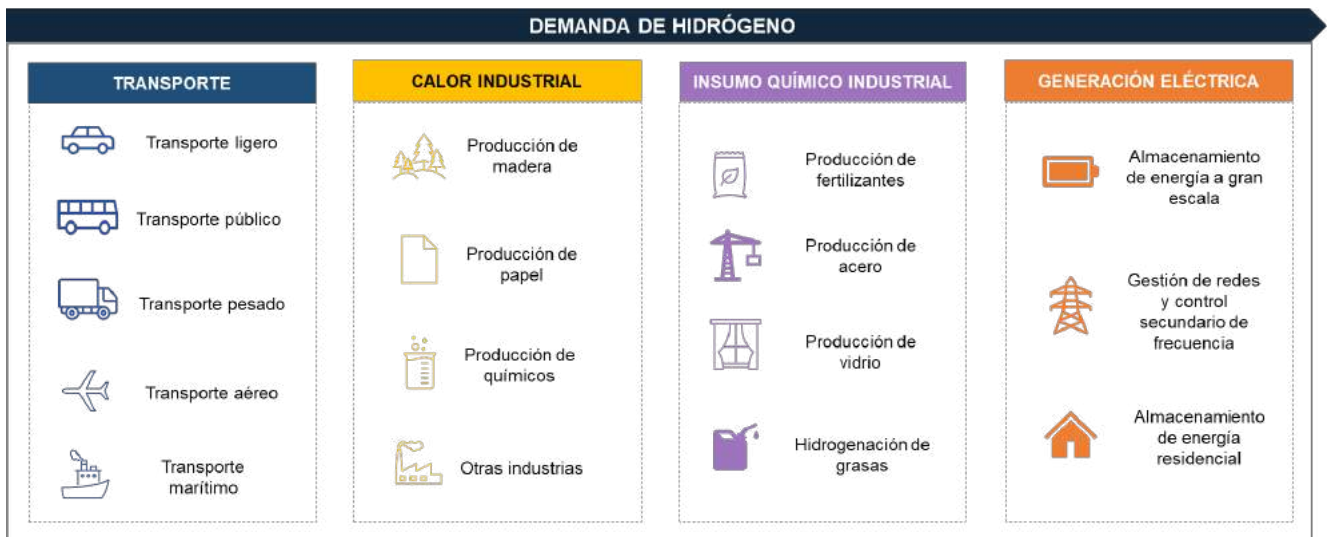 DEMANDA DE HIDRÓGENO
TRANSPORTE
Transporte ligero
Transporte público
Transporte pesado
Transporte aéreo
Transporte
marítimo
CALOR INDUSTRIAL
Producción de
madera
Producción de
papel
Producción de
químicos
Otras industrias
INSUMO QUÍMICO INDUSTRIAL
Producción de
fertilizantes
Producción de
acero
Producción de
vidrio
Hidrogenación de
grasas
GENERACIÓN ELÉCTRICA
Almacenamiento
de energía a gran
escala
Gestión de redes
y control
secundario de
frecuencia
Almacenamiento
de energía
residencial